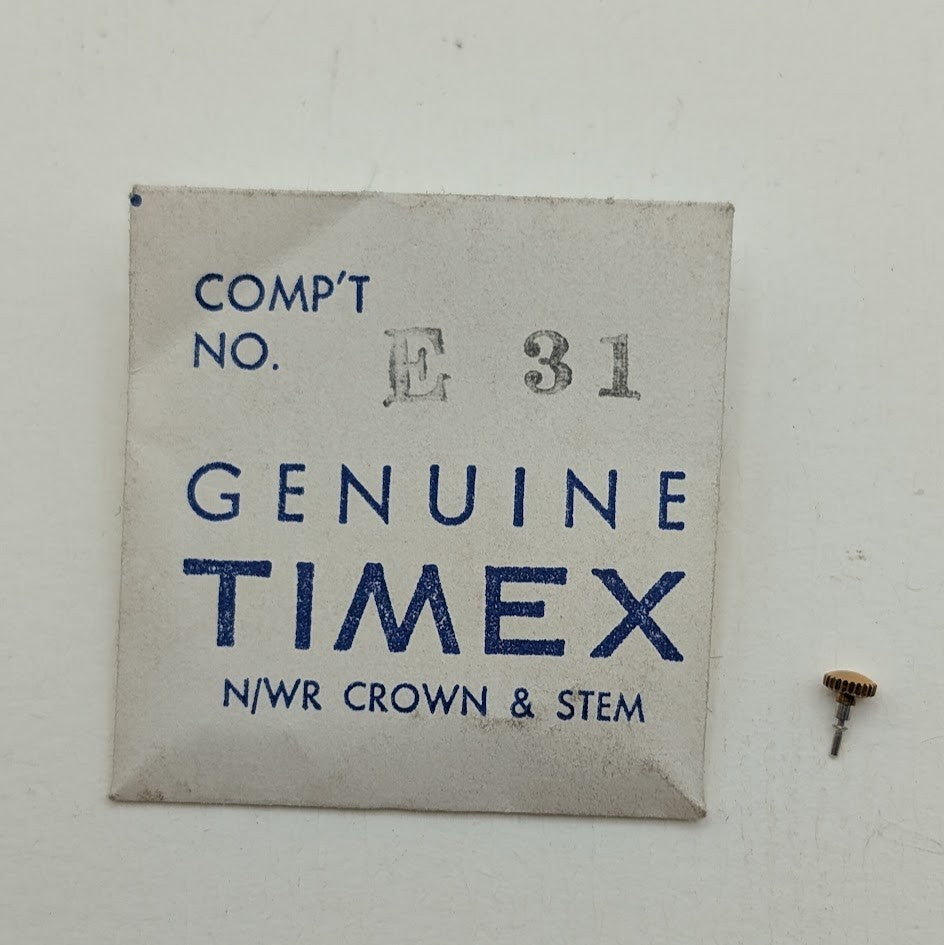 COMP'T
NO. E 31
GENUINE
TIMEX
N/WR CROWN & STEM